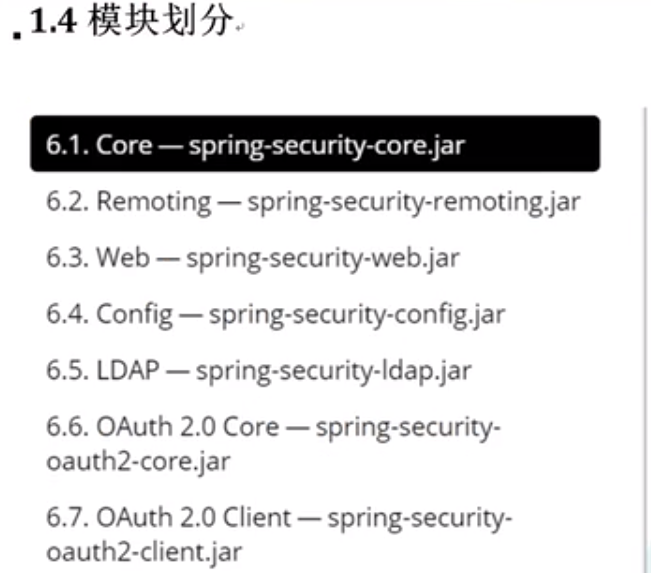 1.4 模块划分
6.1. Core — spring-security-core.jar
6.2. Remoting — spring-security-remoting.jar
6.3. Web — spring-security-web.jar
6.4. Config — spring-security-config.jar
6.5. LDAP — spring-security-ldap.jar
6.6. OAuth 2.0 Core — spring-security-
oauth2-core.jar
6.7. OAuth 2.0 Client — spring-security-
oauth2-client.jar